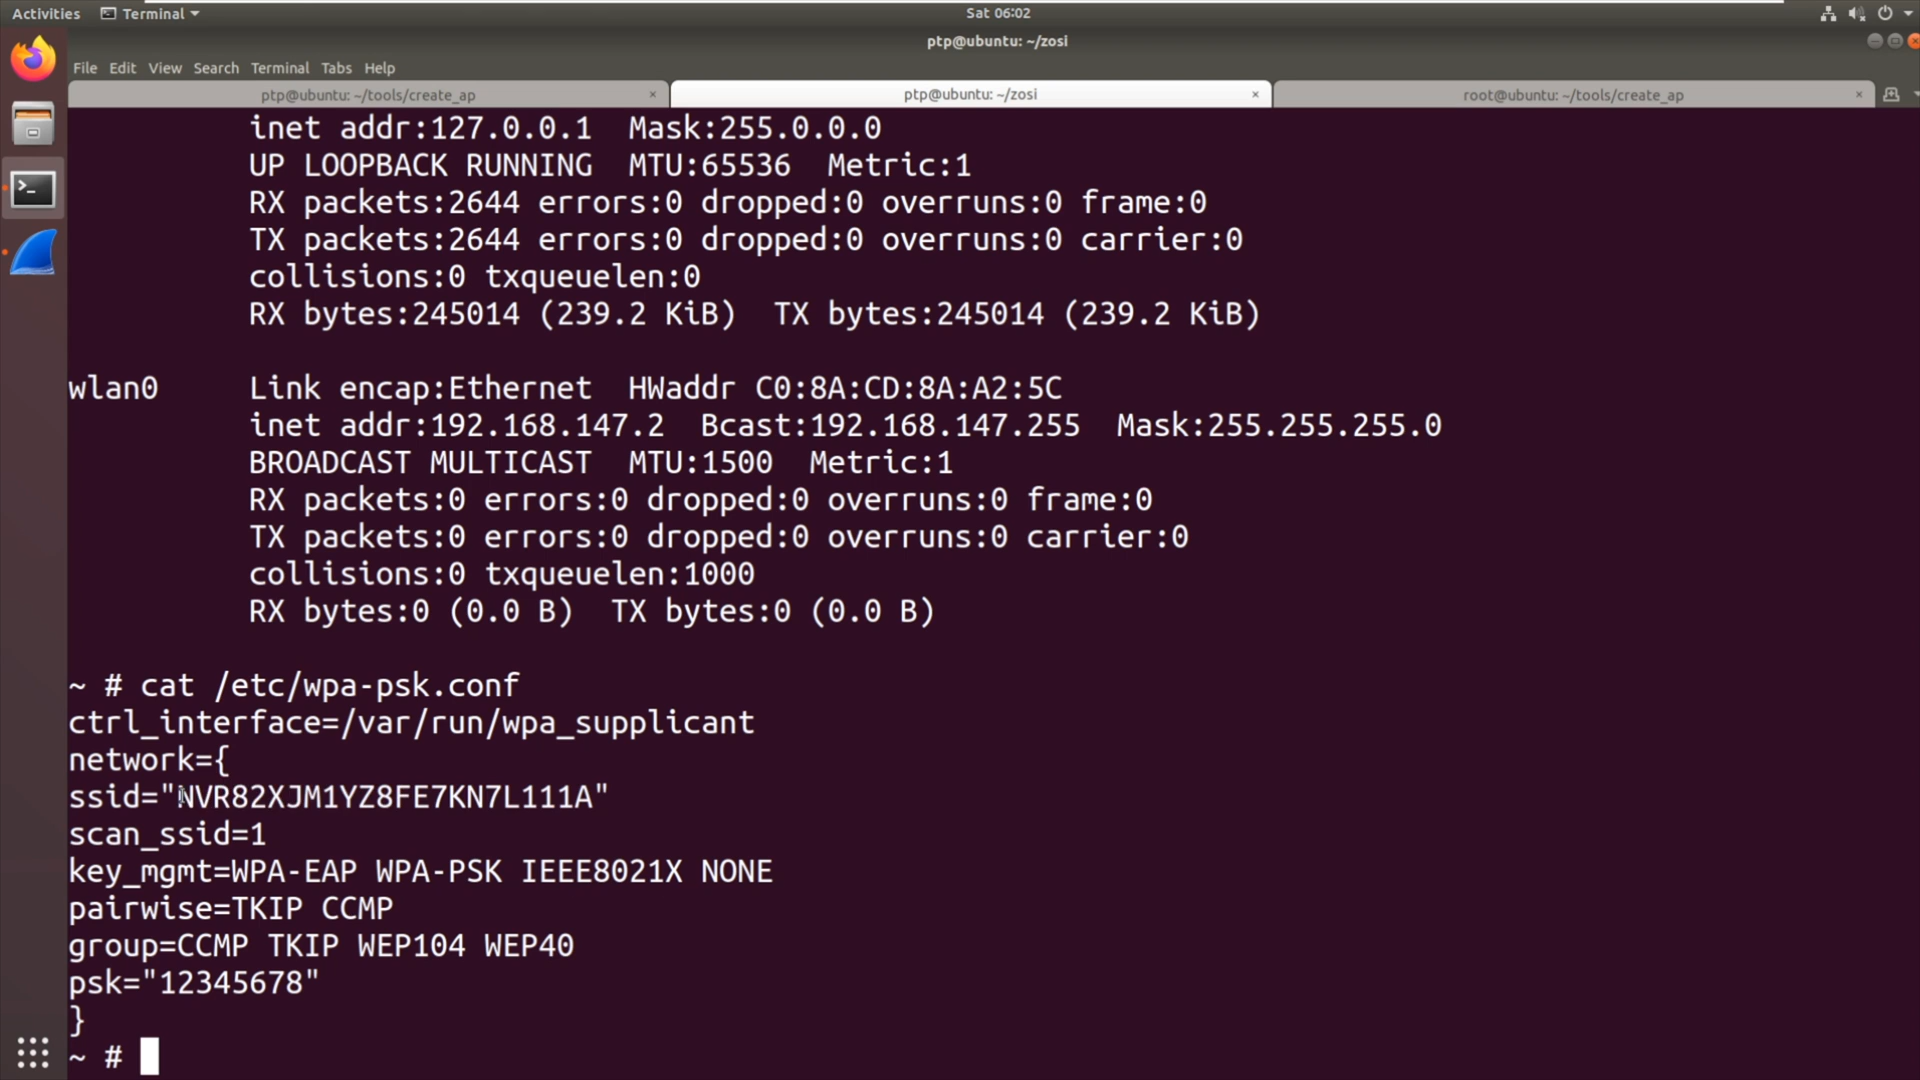 Activities Terminal Sat 06:02
ptp@ubuntu: ~/zosi
File Edit View Search Terminal Tabs Help
ptp@ubuntu: ~/tools/create_ap × ptp@ubuntu: ~/zosi × root@ubuntu: ~/tools/create_ap ×
inet addr:127.0.0.1 Mask:255.0.0.0
UP LOOPBACK RUNNING MTU:65536 Metric:1
RX packets:2644 errors:0 dropped:0 overruns:0 frame:0
TX packets:2644 errors:0 dropped:0 overruns:0 carrier:0
collisions:0 txqueuelen:0
RX bytes:245014 (239.2 KiB) TX bytes:245014 (239.2 KiB)
wlan0 Link encap:Ethernet HWaddr C0:8A:CD:8A:A2:5C
inet addr:192.168.147.2 Bcast:192.168.147.255 Mask:255.255.255.0
BROADCAST MULTICAST MTU:1500 Metric:1
RX packets:0 errors:0 dropped:0 overruns:0 frame:0
TX packets:0 errors:0 dropped:0 overruns:0 carrier:0
collisions:0 txqueuelen:1000
RX bytes:0 (0.0 B) TX bytes:0 (0.0 B)
~ # cat /etc/wpa-psk.conf
ctrl_interface=/var/run/wpa_supplicant
network={
ssid="NVR82XJM1YZ8FE7KN7L111A"
scan_ssid=1
key_mgmt=WPA-EAP WPA-PSK IEEE8021X NONE
pairwise=TKIP CCMP
group=CCMP TKIP WEP104 WEP40
psk="12345678"
}
~ #